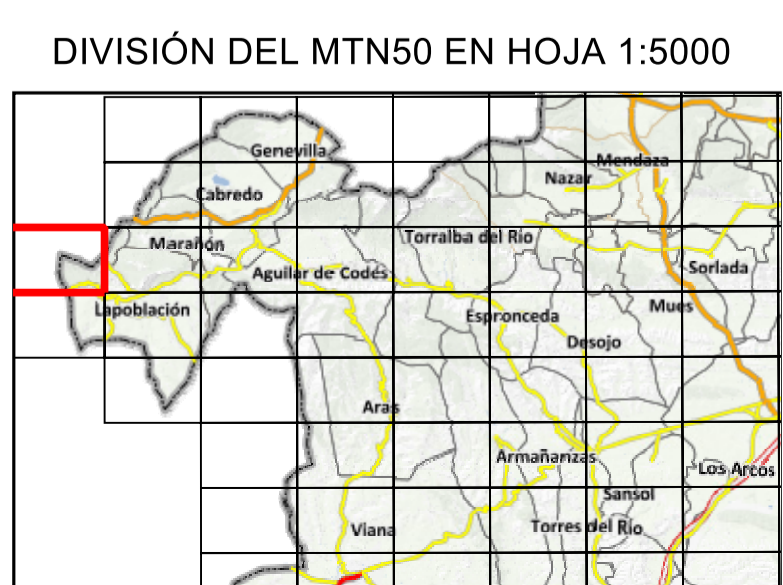 DIVISIÓN DEL MTN50 EN HOJA 1:5000
Genevilla
Mendaza
Nazar
Cabredo
Marañón
Torralba del Río
Aguilar de Codés
Sorlada
Lapoblación
Mues
Espronceda
Desojo
Aras
Armañanzas
Los Arcos
Sansol
Viana
Torres del Río